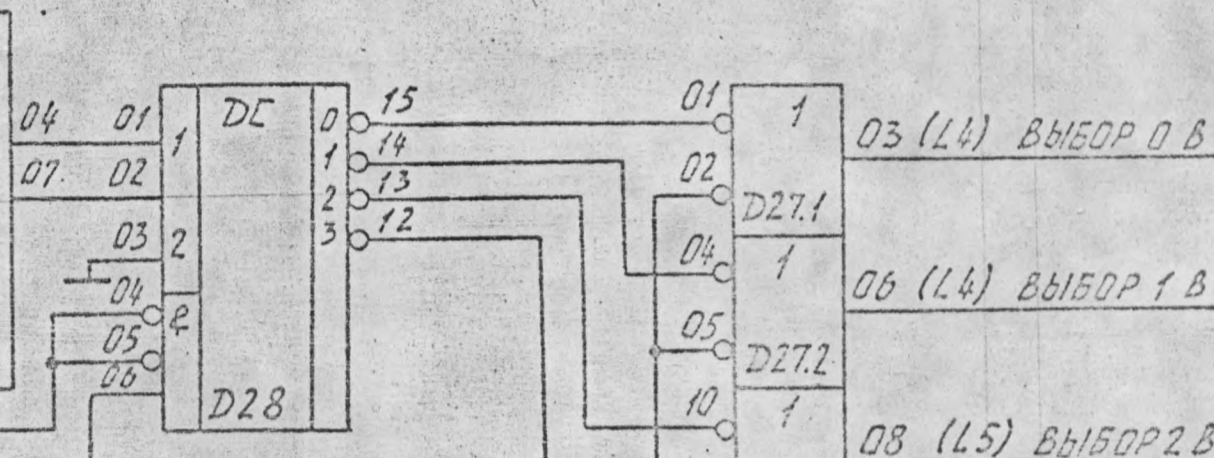 04 01 DC 0 15 01 1
1 14 03 (L4) ВЫБОР 0 В
07. 02 2 13 02
3 12 D27.1
03 2 04 1
04 & 06 (L4) ВЫБОР 1 В
05 05 D27.2
06 D28 10 1
08 (L5) ВЫБОР 2 В